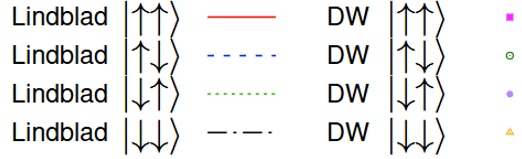 Lindblad |↑↑⟩ DW |↑↑⟩
Lindblad |↑↓⟩ DW |↑↓⟩
Lindblad |↓↑⟩ DW |↓↑⟩
Lindblad |↓↓⟩ DW |↓↓⟩